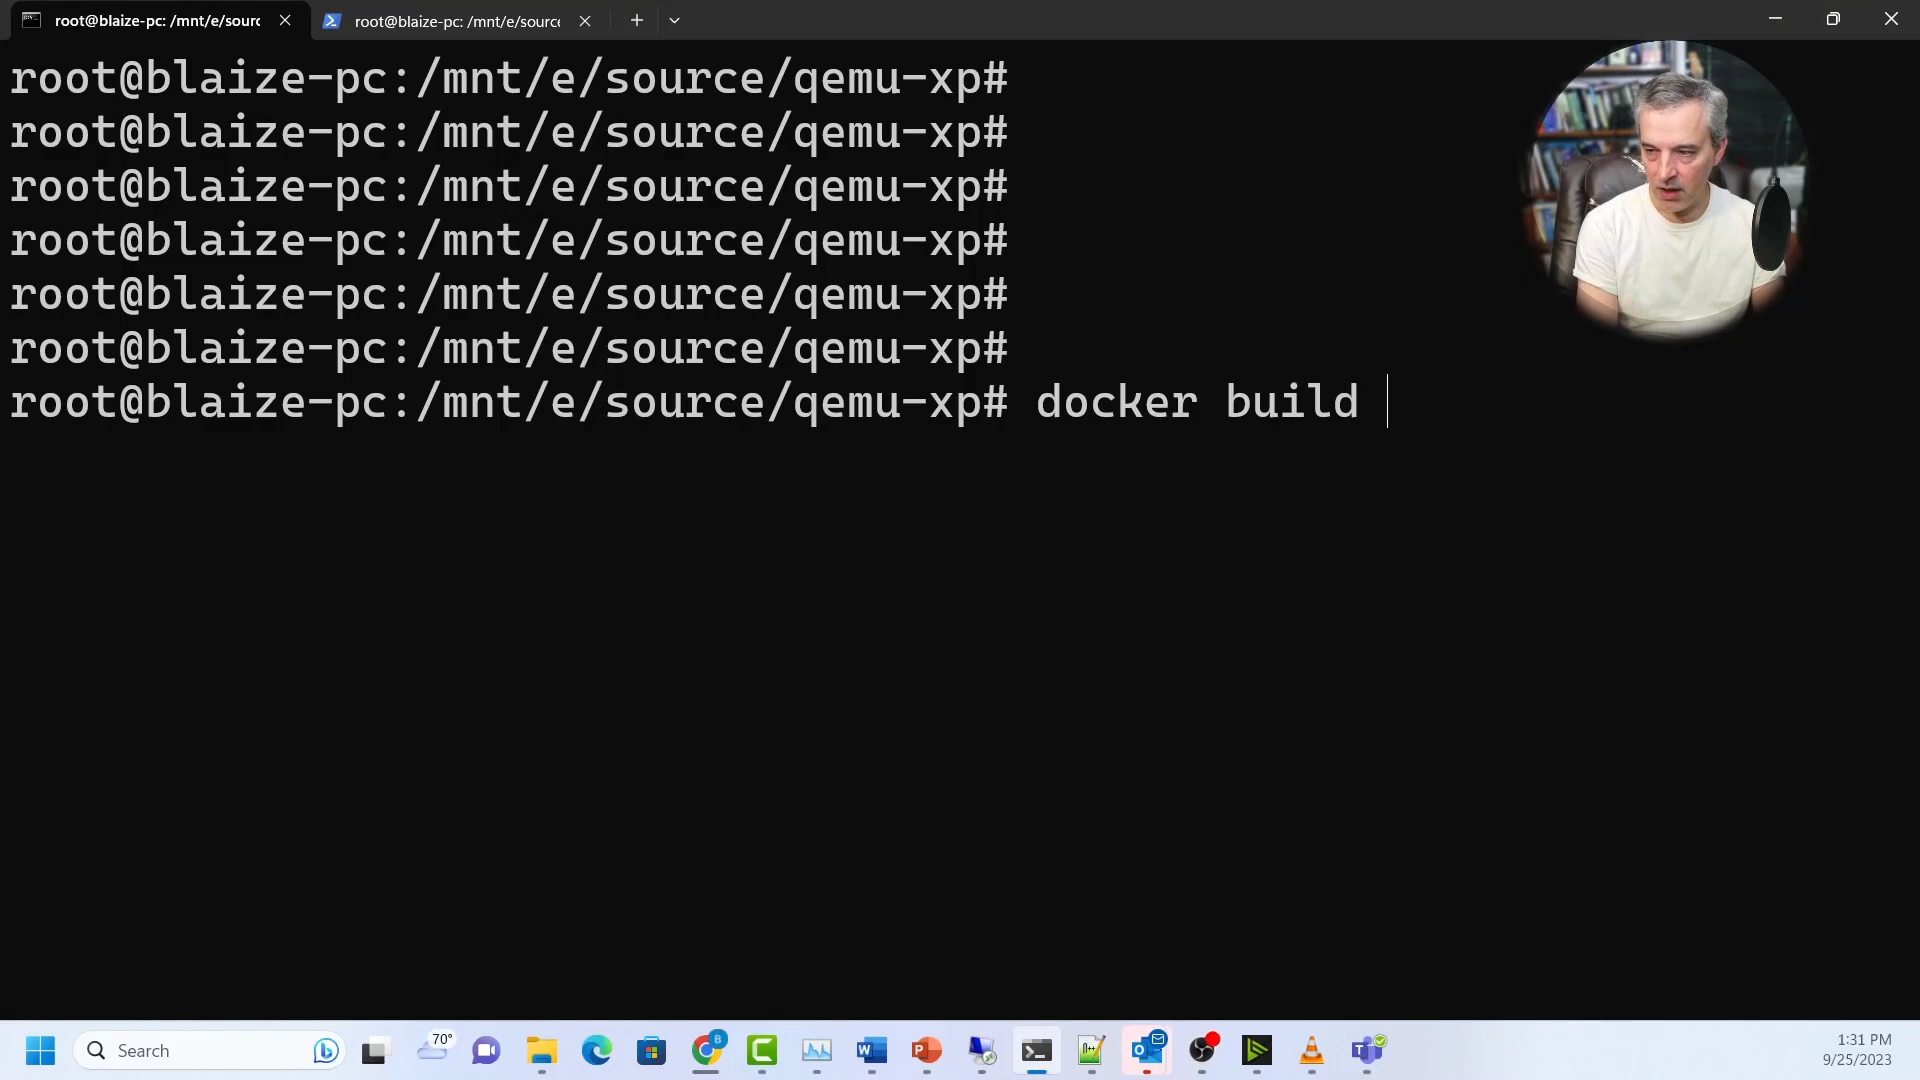 root@blaize-pc: /mnt/e/sourc
root@blaize-pc: /mnt/e/source
root@blaize-pc:/mnt/e/source/qemu-xp#
root@blaize-pc:/mnt/e/source/qemu-xp#
root@blaize-pc:/mnt/e/source/qemu-xp#
root@blaize-pc:/mnt/e/source/qemu-xp#
root@blaize-pc:/mnt/e/source/qemu-xp#
root@blaize-pc:/mnt/e/source/qemu-xp#
root@blaize-pc:/mnt/e/source/qemu-xp# docker build
Search
70°
B
1:31 PM
9/25/2023